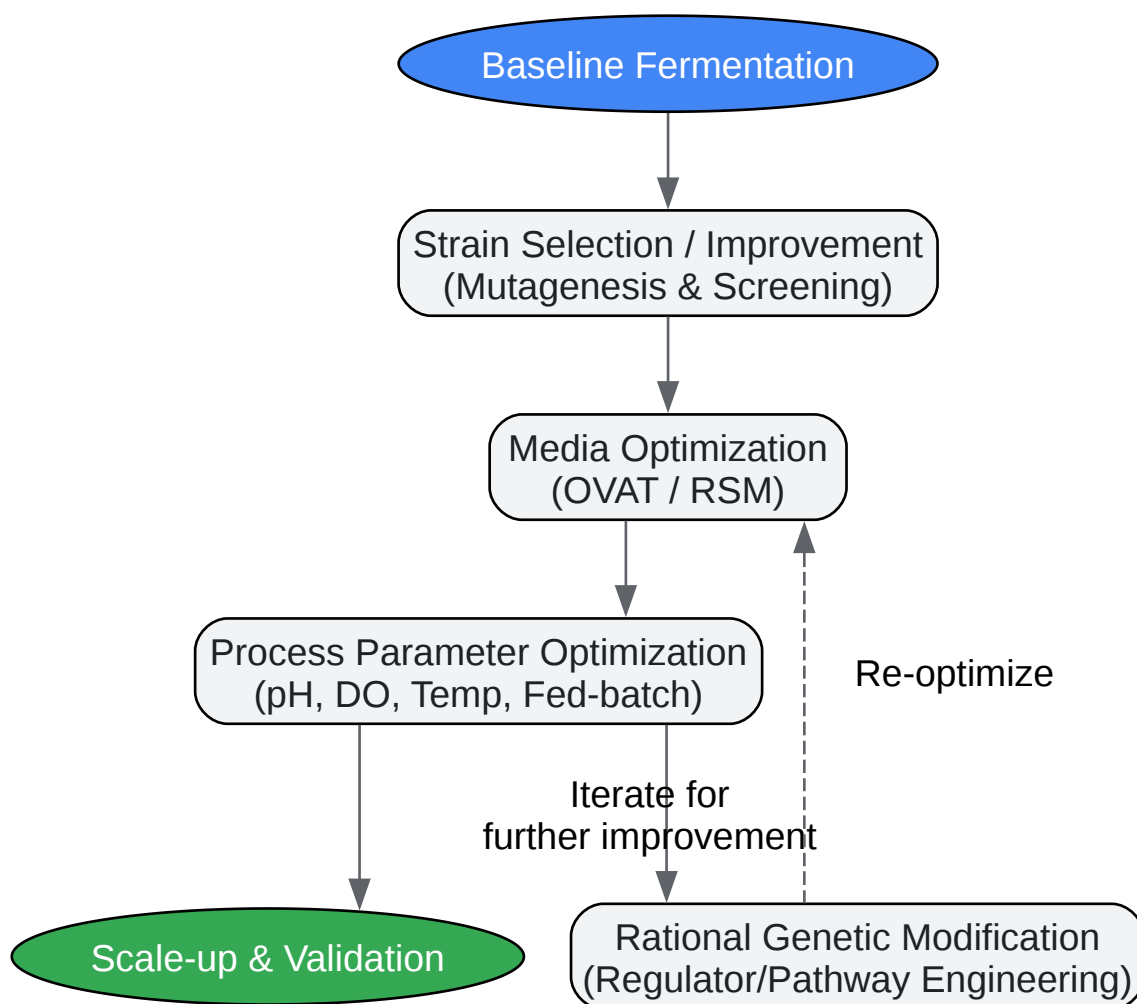 Baseline Fermentation
Strain Selection / Improvement
(Mutagenesis & Screening)
Media Optimization
(OVAT / RSM)
Process Parameter Optimization
(pH, DO, Temp, Fed-batch)
Re-optimize
Iterate for
further improvement
Scale-up & Validation
Rational Genetic Modification
(Regulator/Pathway Engineering)